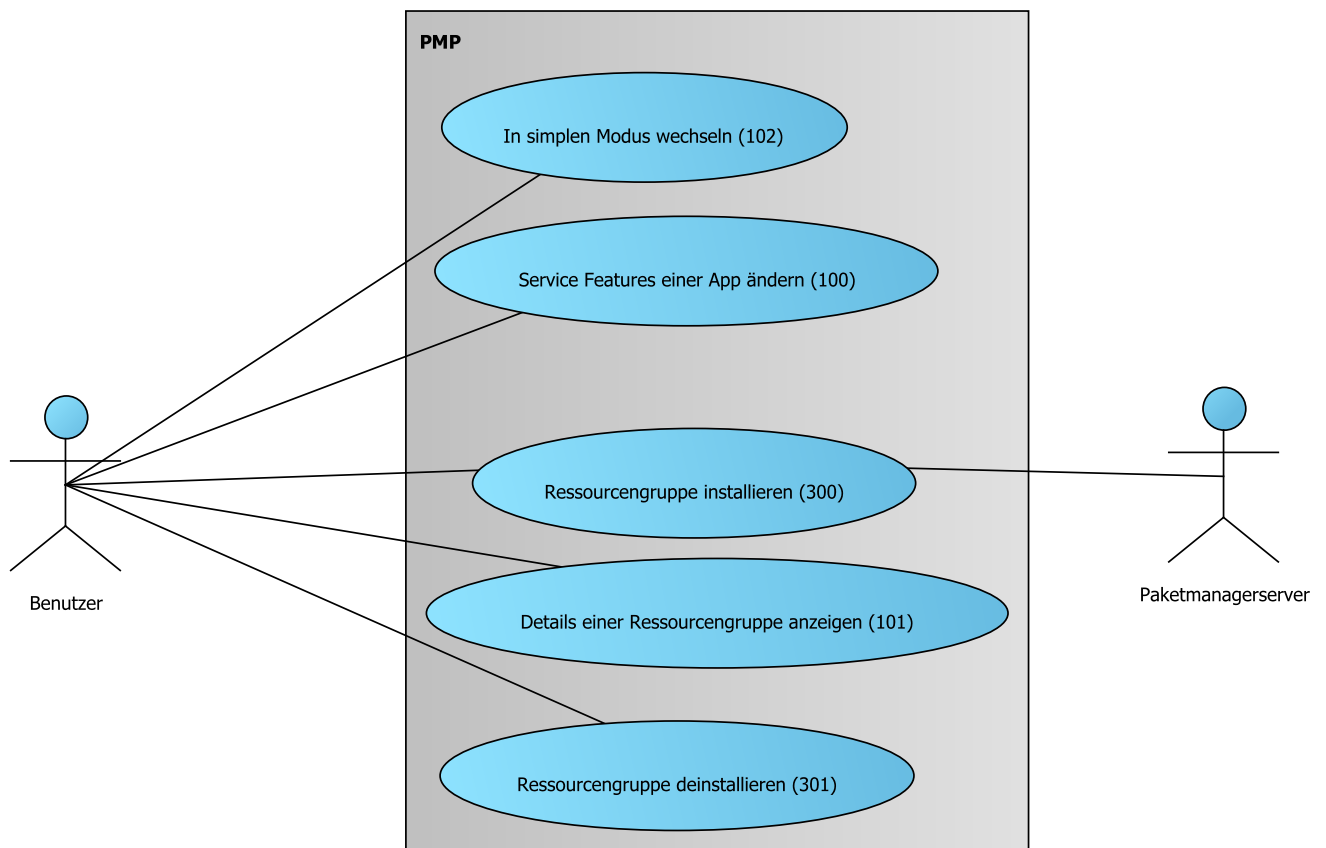 PMP
In simplen Modus wechseln (102)
Service Features einer App ändern (100)
Ressourcengruppe installieren (300)
Benutzer
Paketmanagerserver
Details einer Ressourcengruppe anzeigen (101)
Ressourcengruppe deinstallieren (301)